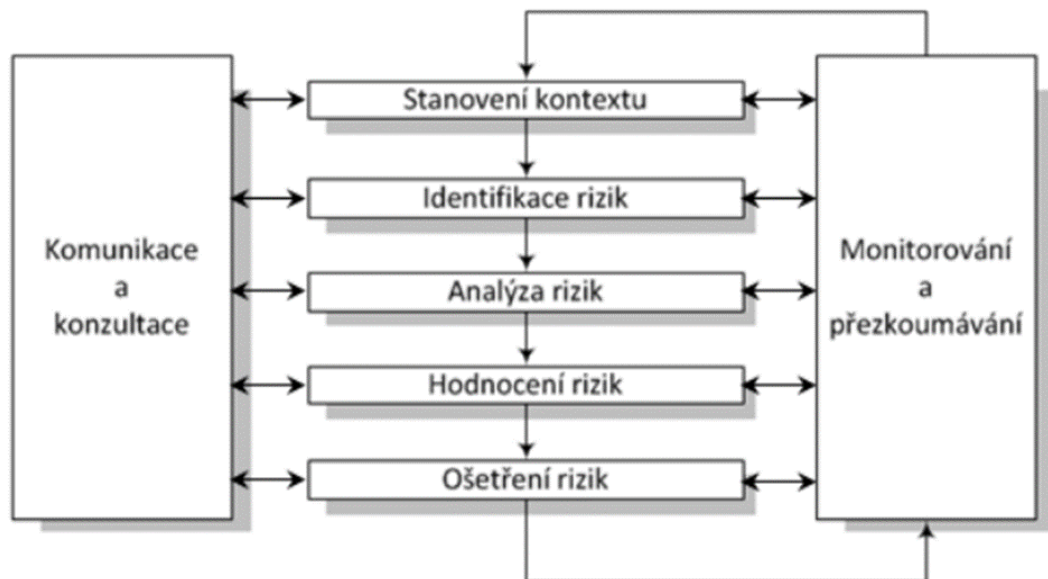 Stanovení kontextu
Identifikace rizik
Komunikace
a
konzultace
Analýza rizik
Monitorování
a
přezkoumávání
Hodnocení rizik
Ošetření rizik